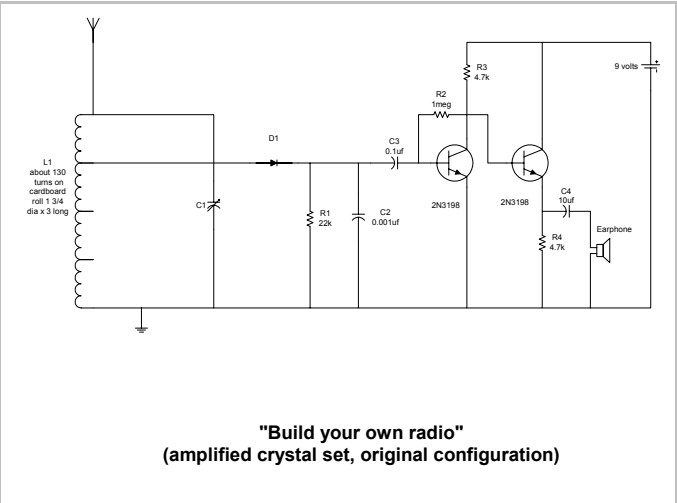 L1
about 130
turns on
cardboard
roll 1 3/4
dia x 3 long
C1
D1
R1
22k
C2
0.001uf
C3
0.1uf
R2
1meg
R3
4.7k
2N3198
2N3198
C4
10uf
R4
4.7k
Earphone
9 volts
+
-
"Build your own radio"
(amplified crystal set, original configuration)